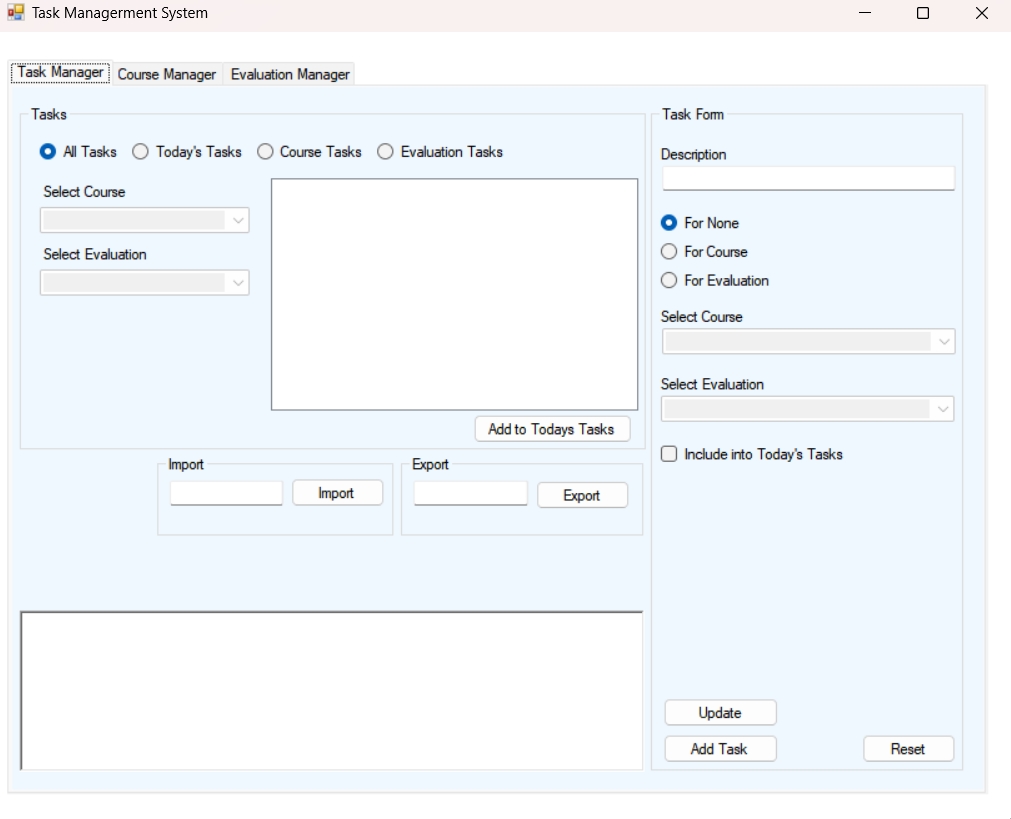 Task Managerment System
Task Manager Course Manager Evaluation Manager
Tasks
All Tasks Today's Tasks Course Tasks Evaluation Tasks
Select Course
Select Evaluation
Add to Todays Tasks
Import
Import
Export
Export
Task Form
Description
For None
For Course
For Evaluation
Select Course
Select Evaluation
Include into Today's Tasks
Update
Add Task Reset